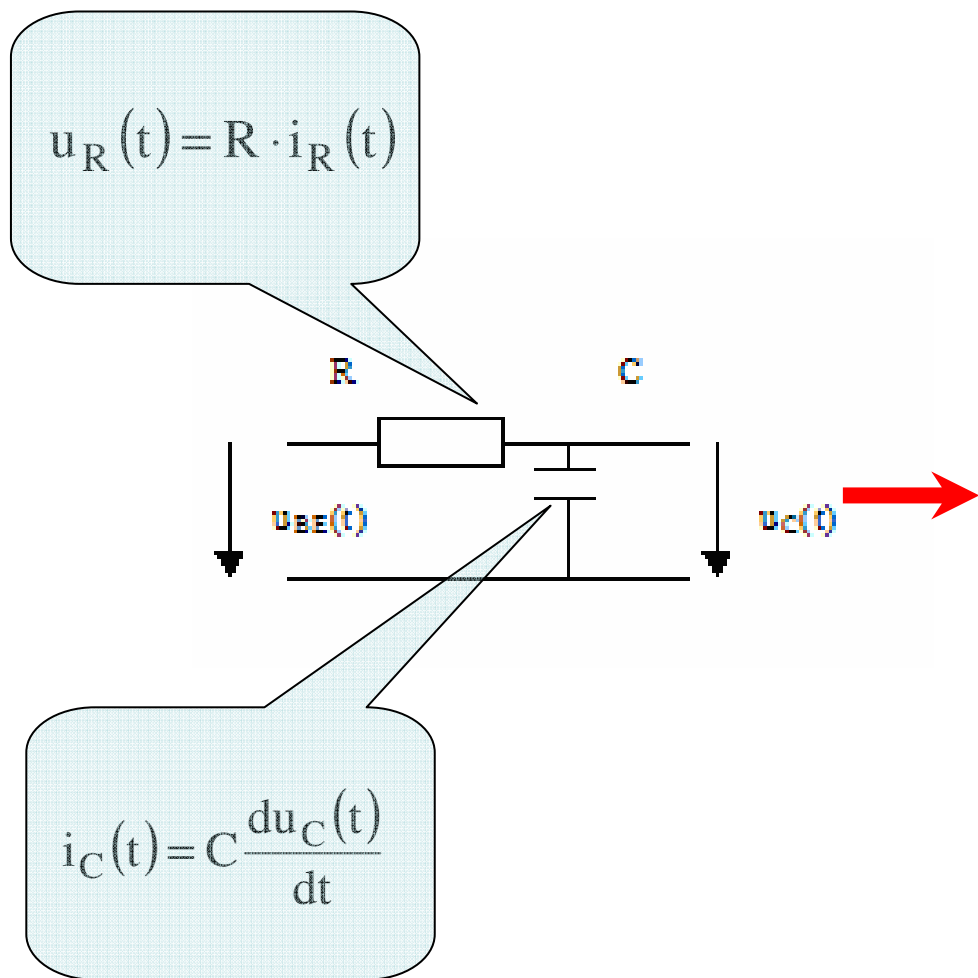 u_R(t) = R · i_R(t)
R
C
u_BE(t)
u_C(t)
i_C(t) = C du_C(t)/dt